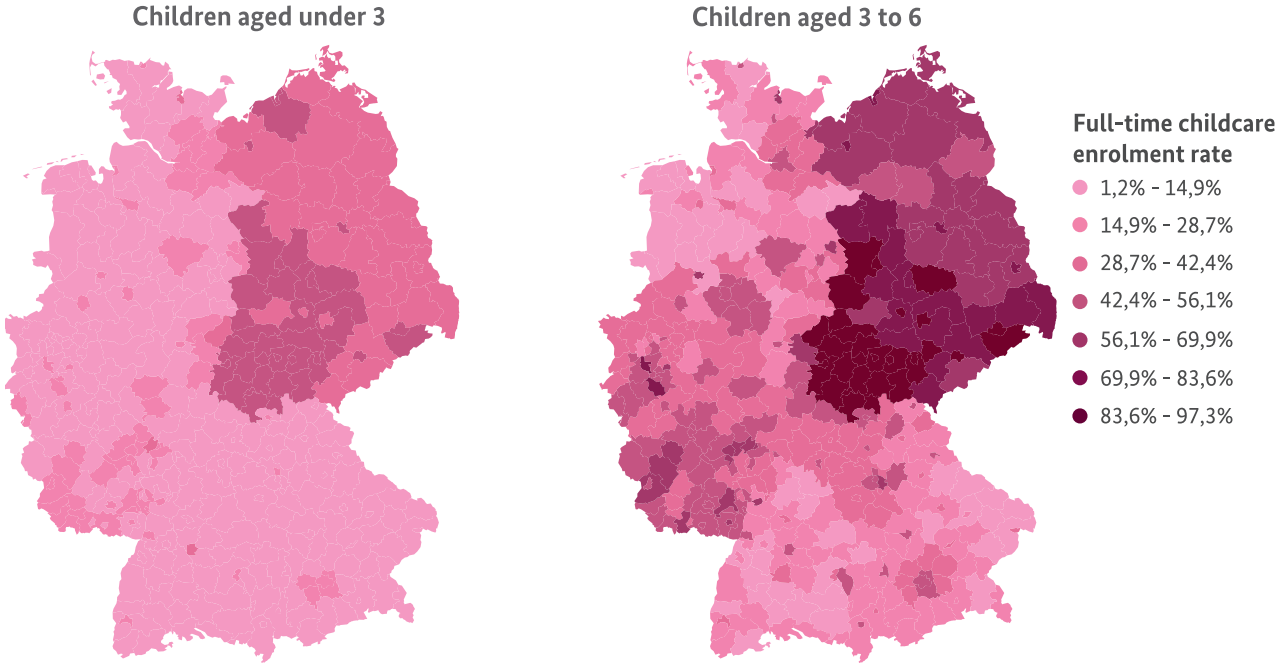 Children aged under 3
Children aged 3 to 6
Full-time childcare
enrolment rate
1,2% - 14,9%
14,9% - 28,7%
28,7% - 42,4%
42,4% - 56,1%
56,1% - 69,9%
69,9% - 83,6%
83,6% - 97,3%